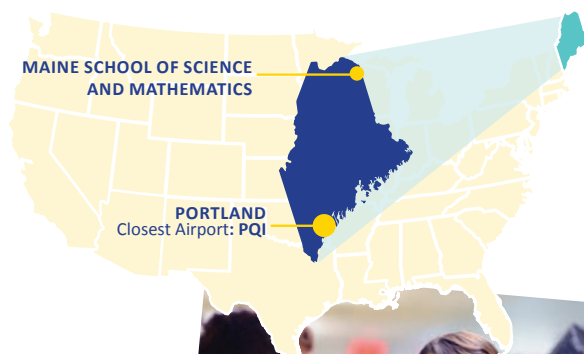 MAINE SCHOOL OF SCIENCE
AND MATHEMATICS
PORTLAND
Closest Airport: PQI